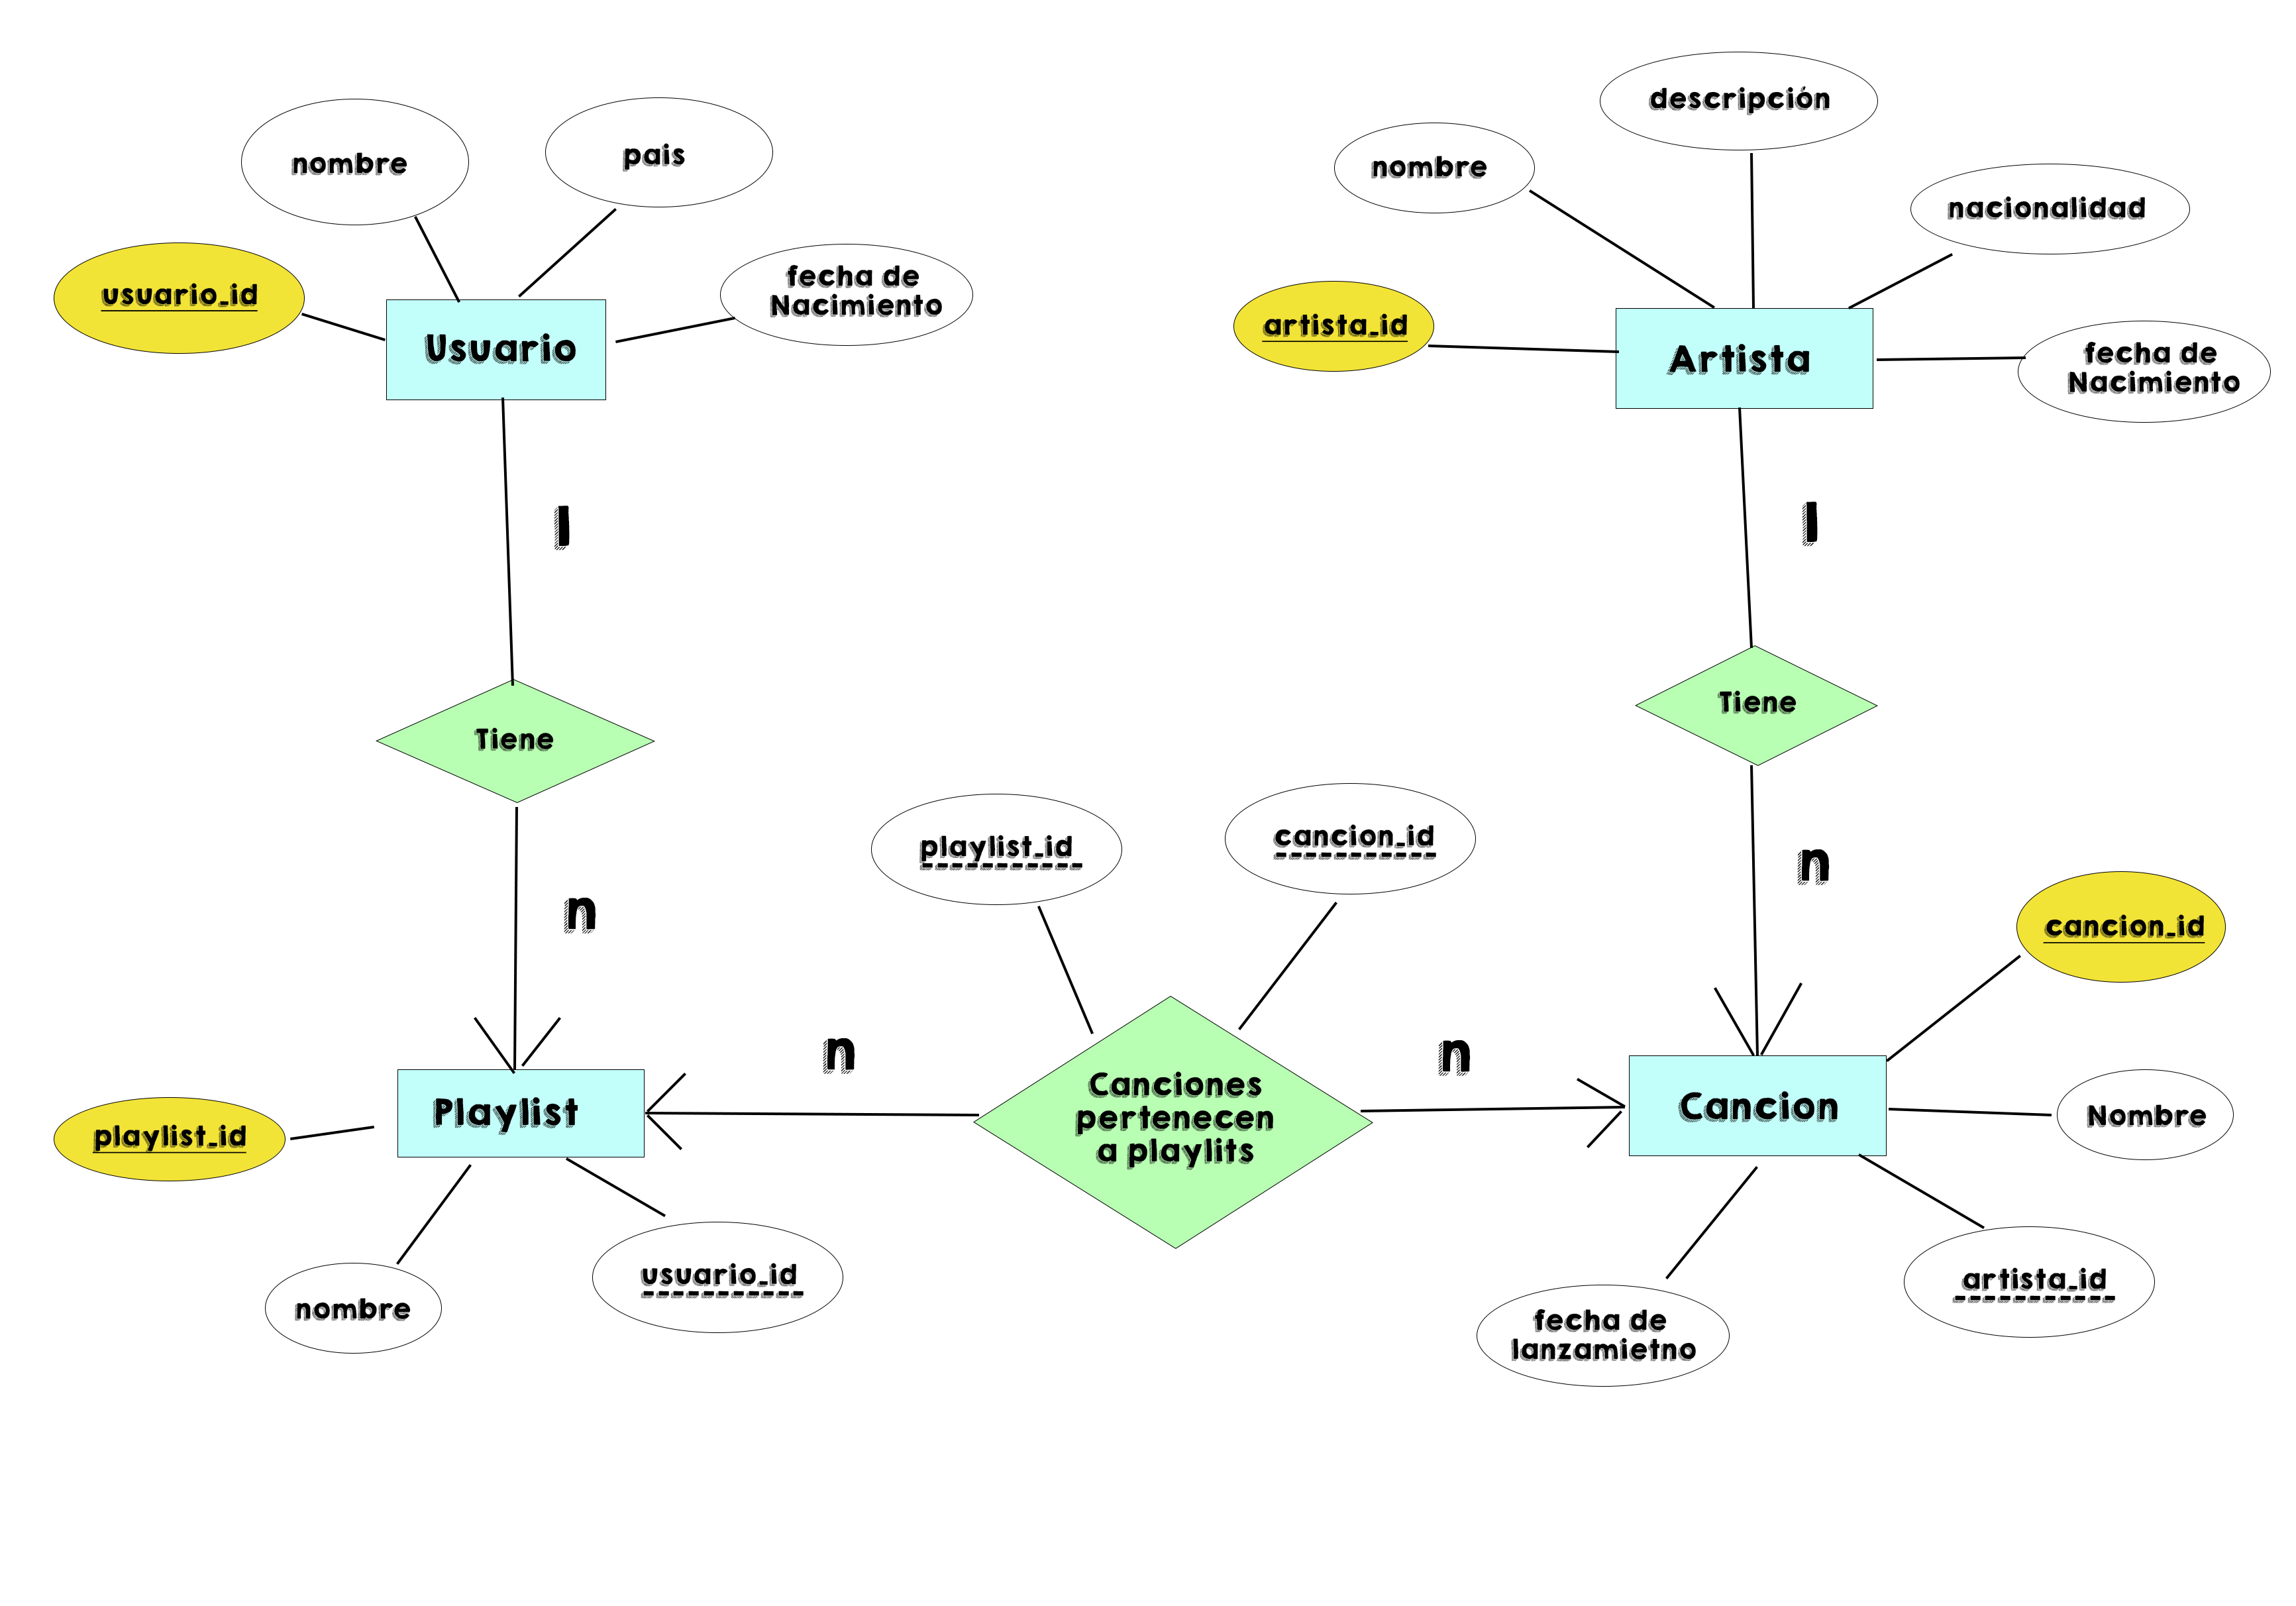 descripción
nombre
pais
nombre
nacionalidad
usuario_id
fecha de
Nacimiento
artista_id
Usuario
Artista
fecha de
Nacimiento
1
1
Tiene
Tiene
playlist_id
cancion_id
n
n
cancion_id
n
n
Playlist
Canciones
pertenecen
a playlits
Cancion
Nombre
playlist_id
usuario_id
artista_id
nombre
fecha de
lanzamietno